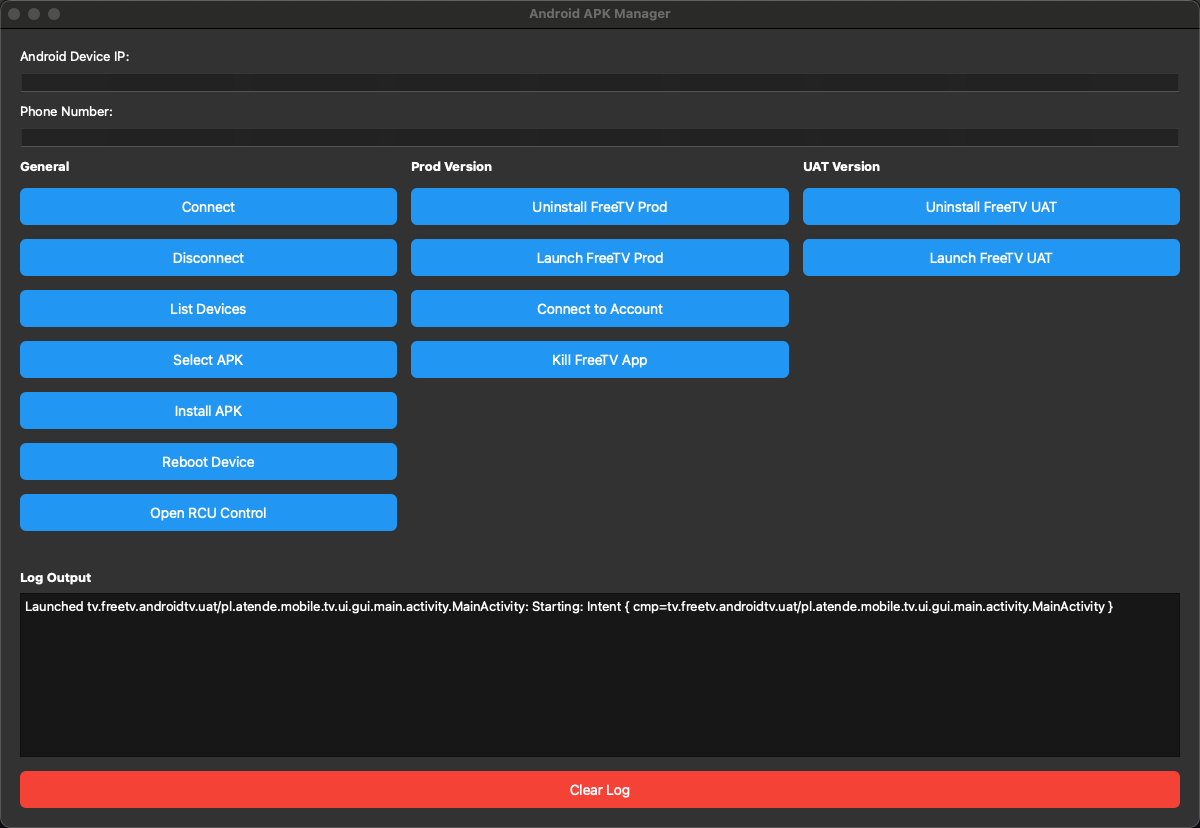 Android APK Manager
Android Device IP:
Phone Number:
General
Connect
Disconnect
List Devices
Select APK
Install APK
Reboot Device
Open RCU Control
Prod Version
Uninstall FreeTV Prod
Launch FreeTV Prod
Connect to Account
Kill FreeTV App
UAT Version
Uninstall FreeTV UAT
Launch FreeTV UAT
Log Output
Launched tv.freetv.androidtv.uat/pl.atende.mobile.tv.ui.gui.main.activity.MainActivity: Starting: Intent { cmp=tv.freetv.androidtv.uat/pl.atende.mobile.tv.ui.gui.main.activity.MainActivity }
Clear Log